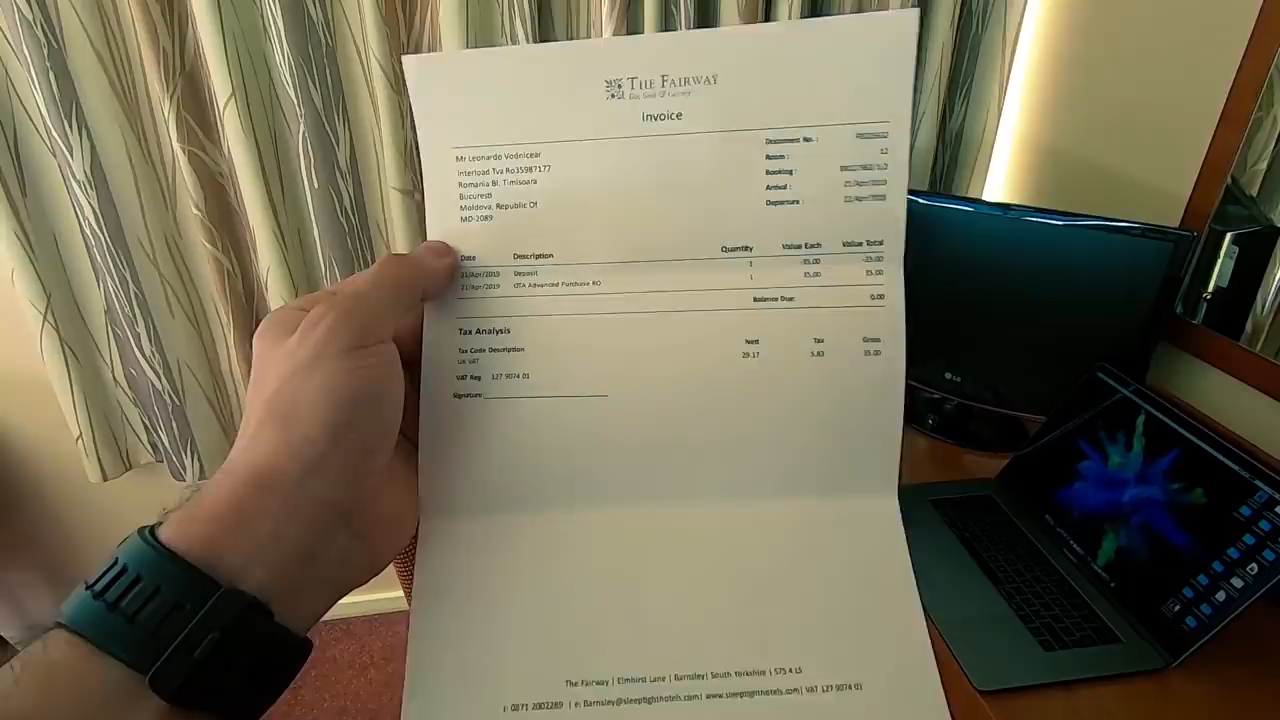 THE FAIRWAY
Invoice
Mr Leonardo Vodnicear
Interload Tva Ro35987177
Romania Bl. Timisoara
Bucuresti
Moldova, Republic Of
MD-2089
Document No. :
Room : 12
Booking :
Arrival :
Departure :
Date Description Quantity Value Each Value Total
21/Apr/2019 Deposit 1 -35.00 -35.00
21/Apr/2019 OTA Advanced Purchase RO 1 35.00 35.00
Balance Due: 0.00
Tax Analysis
Tax Code Description Nett Tax Gross
UK VAT 29.17 5.83 35.00
VAT Reg 127 9074 01
Signature:
The Fairway | Elmhirst Lane | Barnsley | South Yorkshire | S75 4 LS
t: 0871 2002289 | e: Barnsley@sleeptighthotels.com | www.sleeptighthotels.com | VAT 127 9074 01
LG